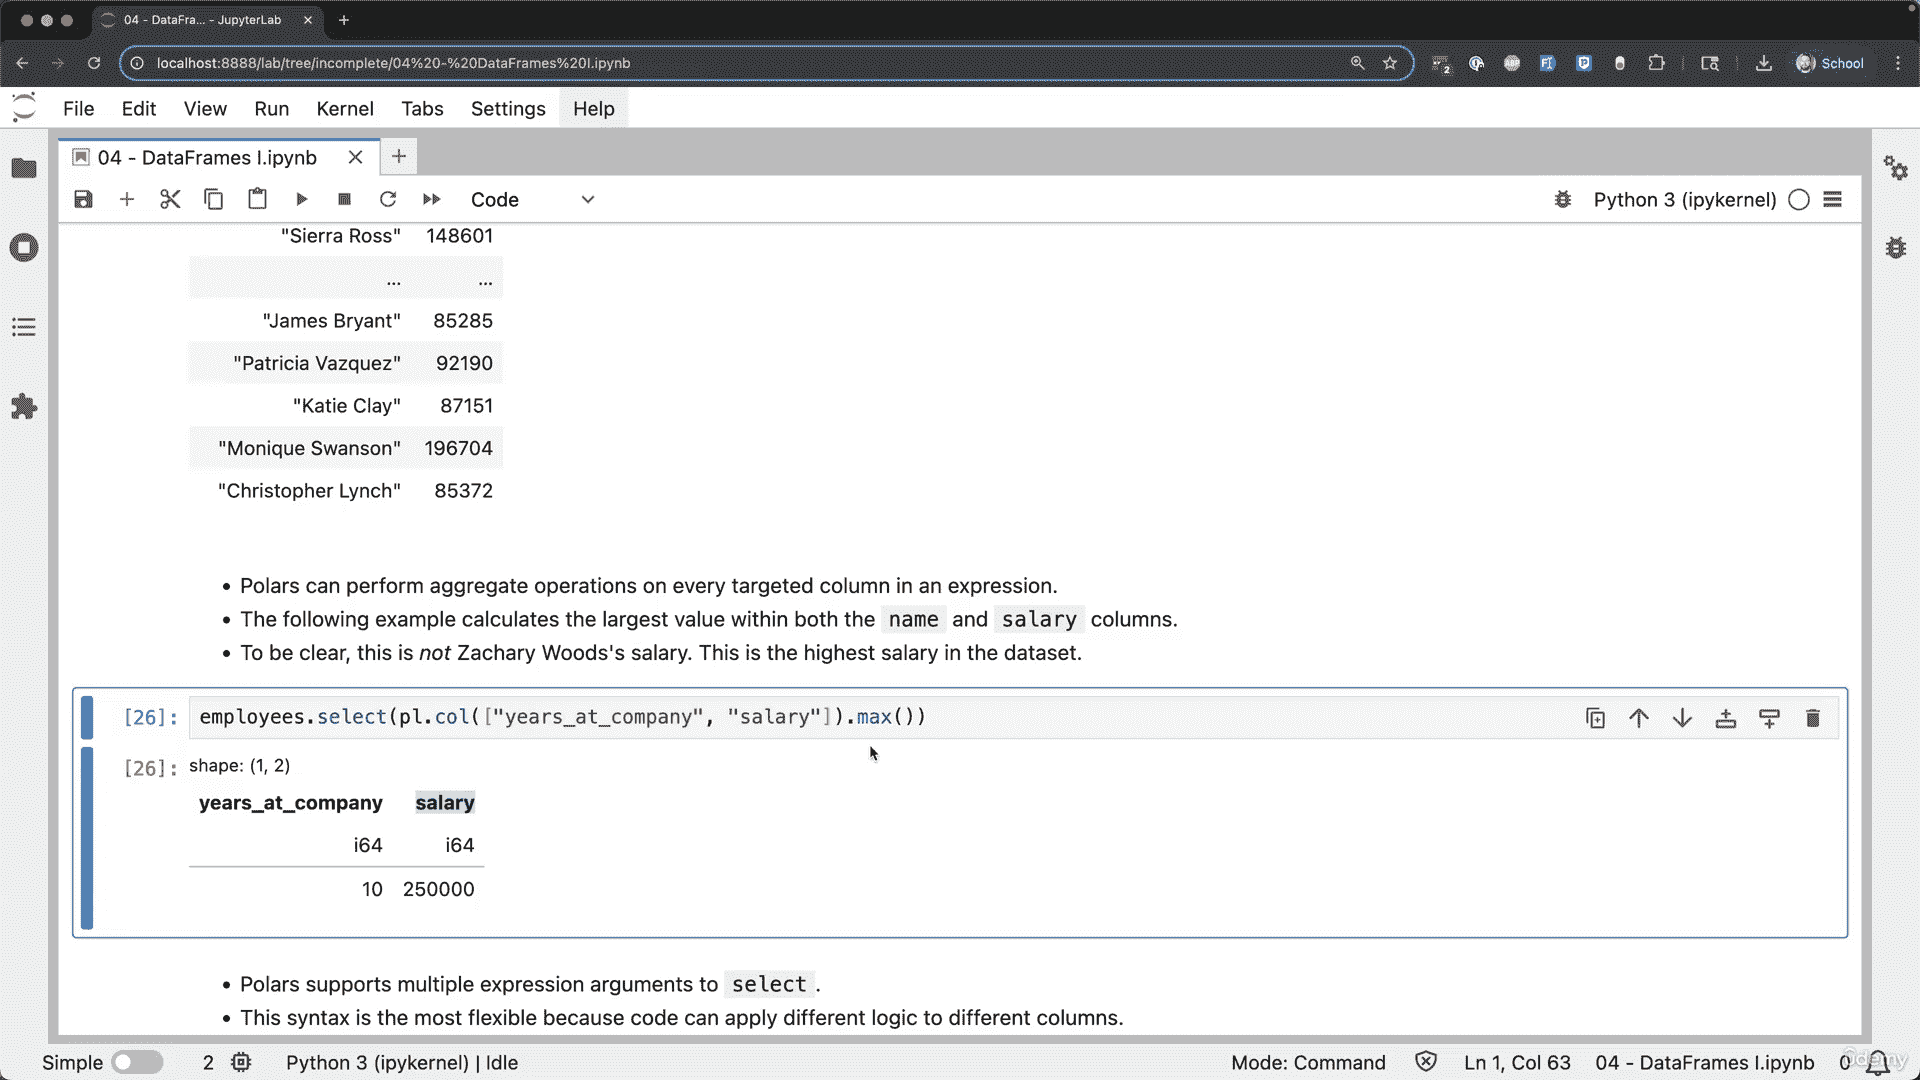 04 - DataFra... - JupyterLab
localhost:8888/lab/tree/incomplete/04%20-%20DataFrames%20I.ipynb
2
School
File Edit View Run Kernel Tabs Settings Help
04 - DataFrames I.ipynb
Code
Python 3 (ipykernel)
"Sierra Ross" 148601
... ...
"James Bryant" 85285
"Patricia Vazquez" 92190
"Katie Clay" 87151
"Monique Swanson" 196704
"Christopher Lynch" 85372
• Polars can perform aggregate operations on every targeted column in an expression.
• The following example calculates the largest value within both the name and salary columns.
• To be clear, this is not Zachary Woods's salary. This is the highest salary in the dataset.
[26]: employees.select(pl.col(["years_at_company", "salary"]).max())
[26]: shape: (1, 2)
years_at_company salary
i64 i64
10 250000
• Polars supports multiple expression arguments to select .
• This syntax is the most flexible because code can apply different logic to different columns.
Simple 2 Python 3 (ipykernel) | Idle Mode: Command Ln 1, Col 63 04 - DataFrames I.ipynb 0
Udemy